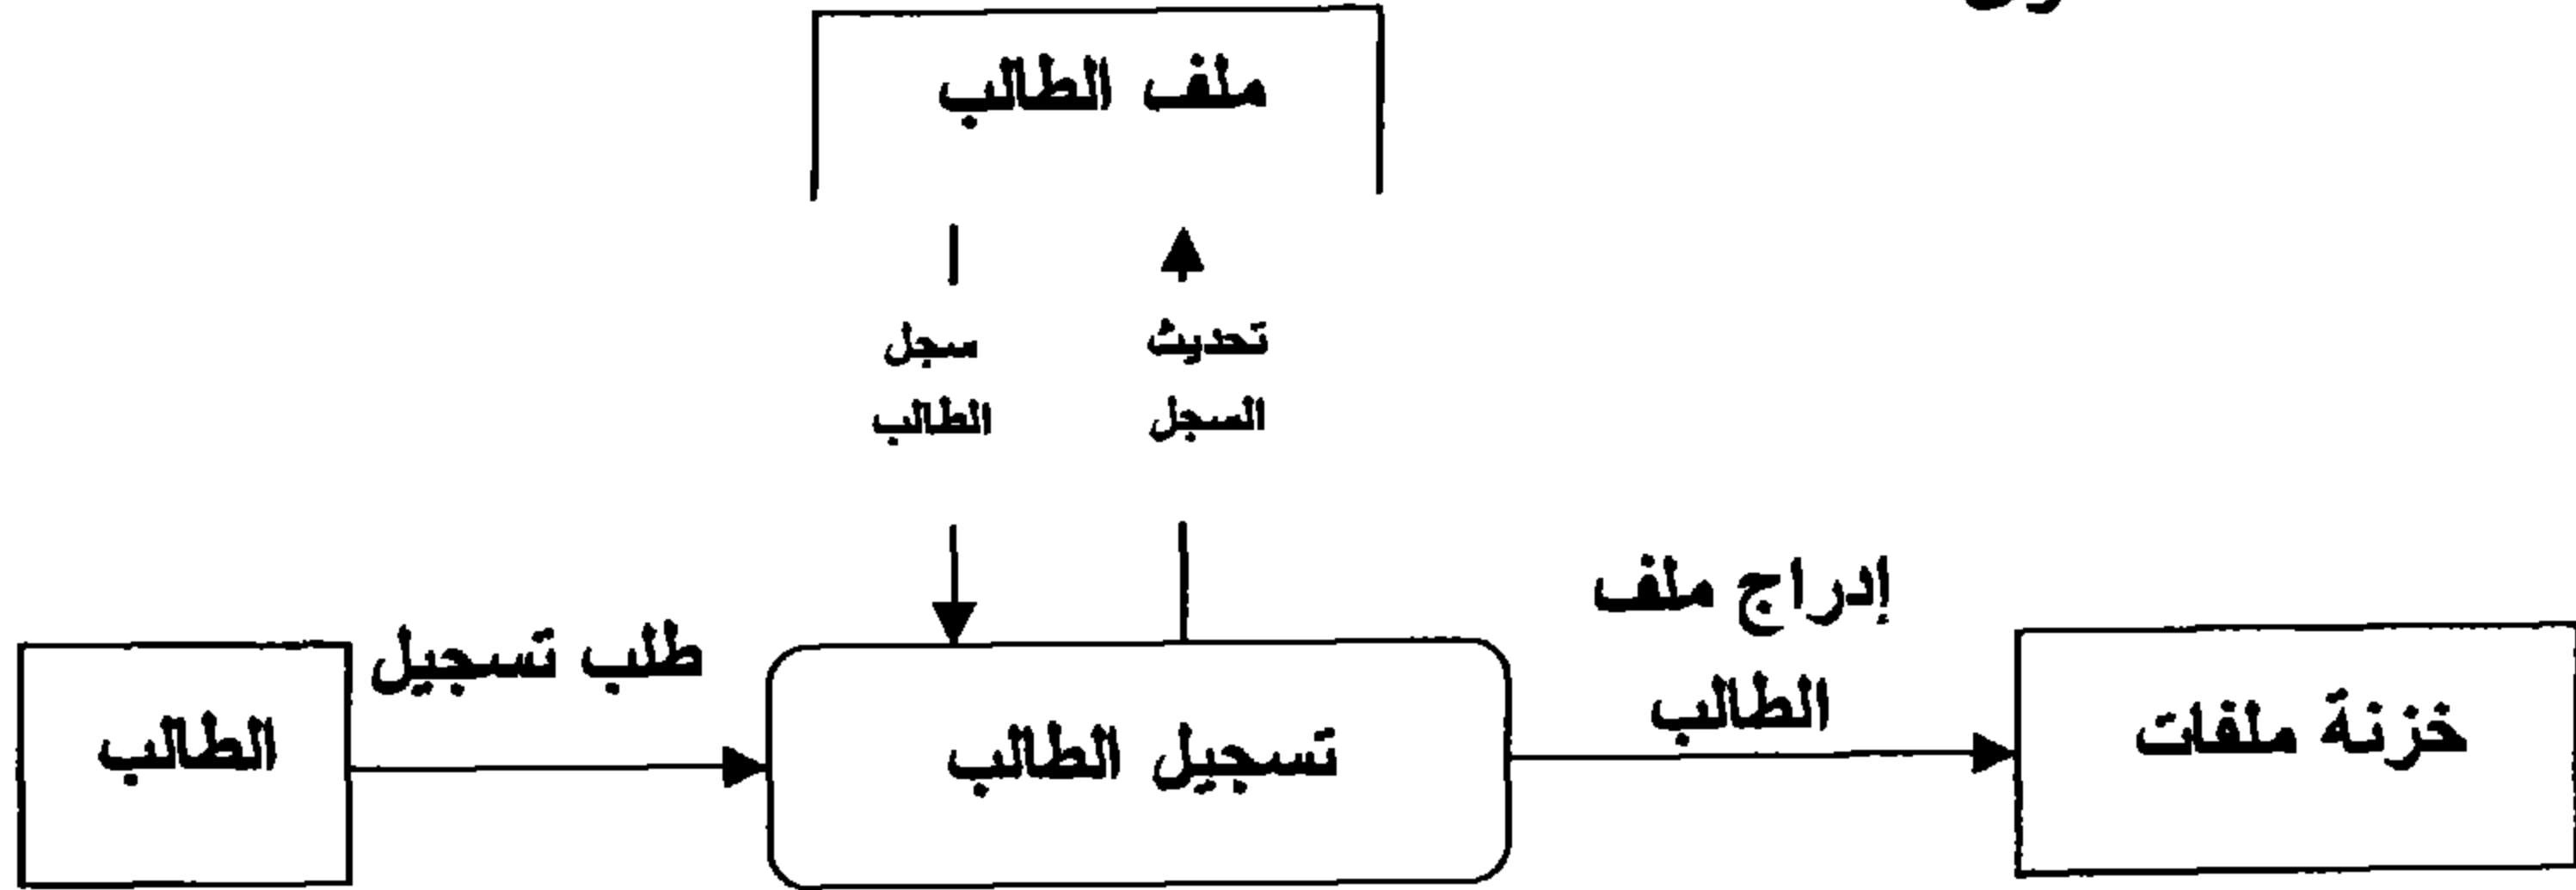 ملف الطالب
سجل
الطالب
تحديث
السجل
إدراج ملف
الطالب
طلب تسجيل
الطالب
تسجيل الطالب
خزنة ملفات